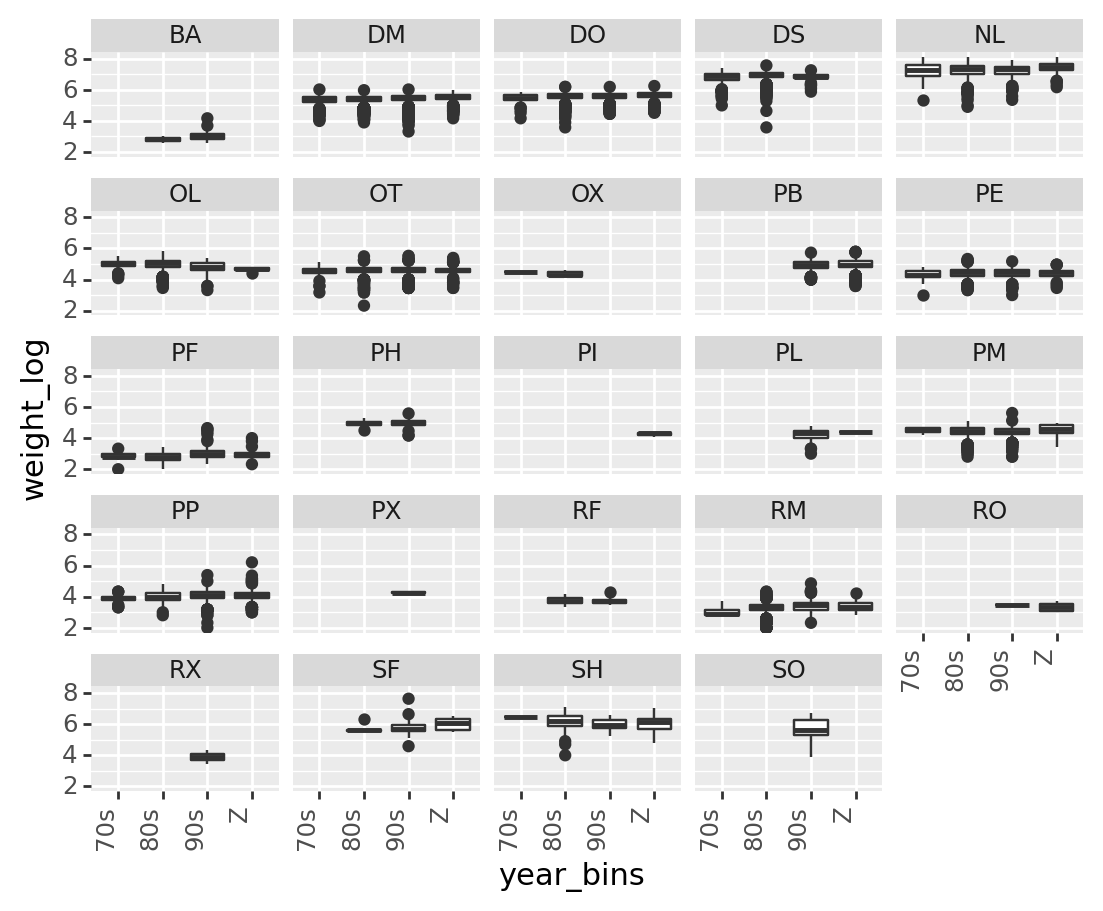 BA DM DO DS NL
8
6
4
2
OL OT OX PB PE
8
6
4
2
PF PH PI PL PM
8
6
4
2
PP PX RF RM RO
8
6
4
2
70s 80s 90s Z
RX SF SH SO
8
6
4
2
70s 80s 90s Z 70s 80s 90s Z 70s 80s 90s Z 70s 80s 90s Z
year_bins
weight_log